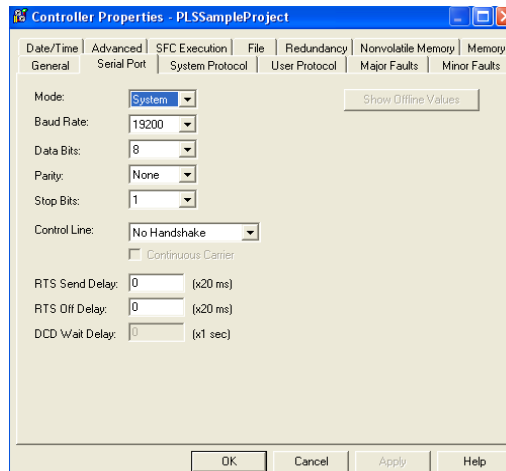 Controller Properties - PLSSampleProject
Date/Time Advanced SFC Execution File Redundancy Nonvolatile Memory Memory
General Serial Port System Protocol User Protocol Major Faults Minor Faults
Mode: System Show Offline Values
Baud Rate: 19200
Data Bits: 8
Parity: None
Stop Bits: 1
Control Line: No Handshake
Continuous Carrier
RTS Send Delay: 0 (x20 ms)
RTS Off Delay: 0 (x20 ms)
DCD Wait Delay: 0 (x1 sec)
OK Cancel Apply Help